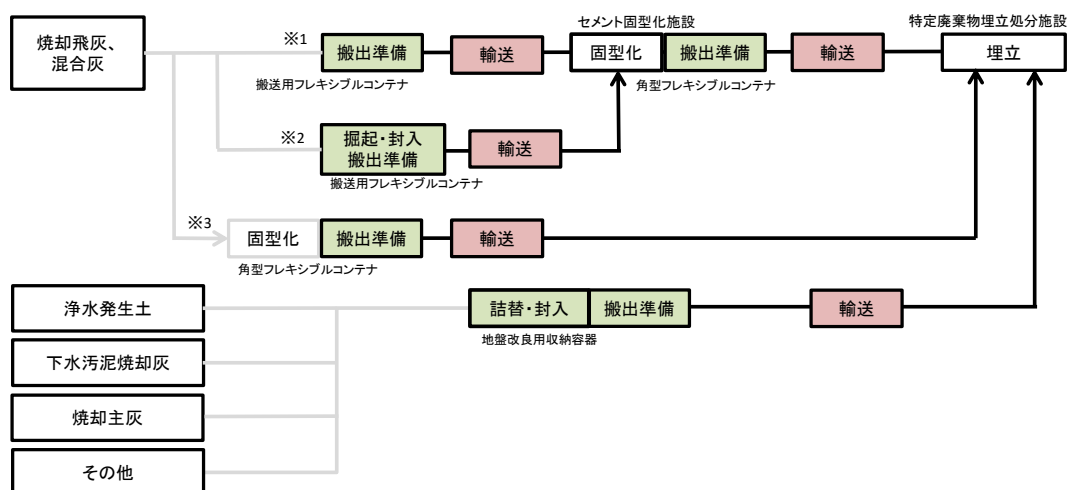 セメント固型化施設
特定廃棄物埋立処分施設
焼却飛灰、
混合灰
※1
搬出準備
輸送
固型化
搬出準備
輸送
埋立
搬送用フレキシブルコンテナ
角型フレキシブルコンテナ
※2
掘起・封入
搬出準備
輸送
搬送用フレキシブルコンテナ
※3
固型化
搬出準備
輸送
角型フレキシブルコンテナ
浄水発生土
詰替・封入
搬出準備
輸送
地盤改良用収納容器
下水汚泥焼却灰
焼却主灰
その他